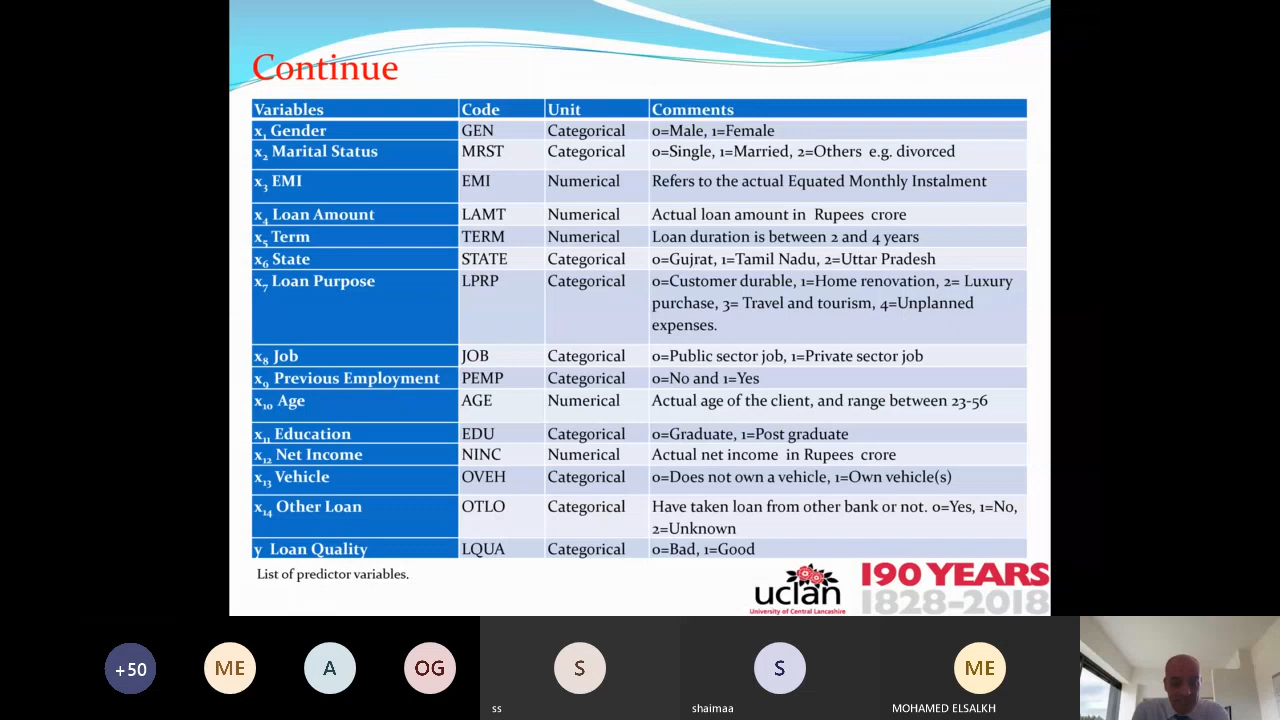 Continue
Variables Code Unit Comments
x₁ Gender GEN Categorical 0=Male, 1=Female
x₂ Marital Status MRST Categorical 0=Single, 1=Married, 2=Others e.g. divorced
x₃ EMI EMI Numerical Refers to the actual Equated Monthly Instalment
x₄ Loan Amount LAMT Numerical Actual loan amount in Rupees crore
x₅ Term TERM Numerical Loan duration is between 2 and 4 years
x₆ State STATE Categorical 0=Gujrat, 1=Tamil Nadu, 2=Uttar Pradesh
x₇ Loan Purpose LPRP Categorical 0=Customer durable, 1=Home renovation, 2= Luxury
purchase, 3= Travel and tourism, 4=Unplanned
expenses.
x₈ Job JOB Categorical 0=Public sector job, 1=Private sector job
x₉ Previous Employment PEMP Categorical 0=No and 1=Yes
x₁₀ Age AGE Numerical Actual age of the client, and range between 23-56
x₁₁ Education EDU Categorical 0=Graduate, 1=Post graduate
x₁₂ Net Income NINC Numerical Actual net income in Rupees crore
x₁₃ Vehicle OVEH Categorical 0=Does not own a vehicle, 1=Own vehicle(s)
x₁₄ Other Loan OTLO Categorical Have taken loan from other bank or not. 0=Yes, 1=No,
2=Unknown
y Loan Quality LQUA Categorical 0=Bad, 1=Good
List of predictor variables.
uclan
University of Central Lancashire
190 YEARS
1828-2018
+50 ME A OG S S ME
ss shaimaa MOHAMED ELSALKH